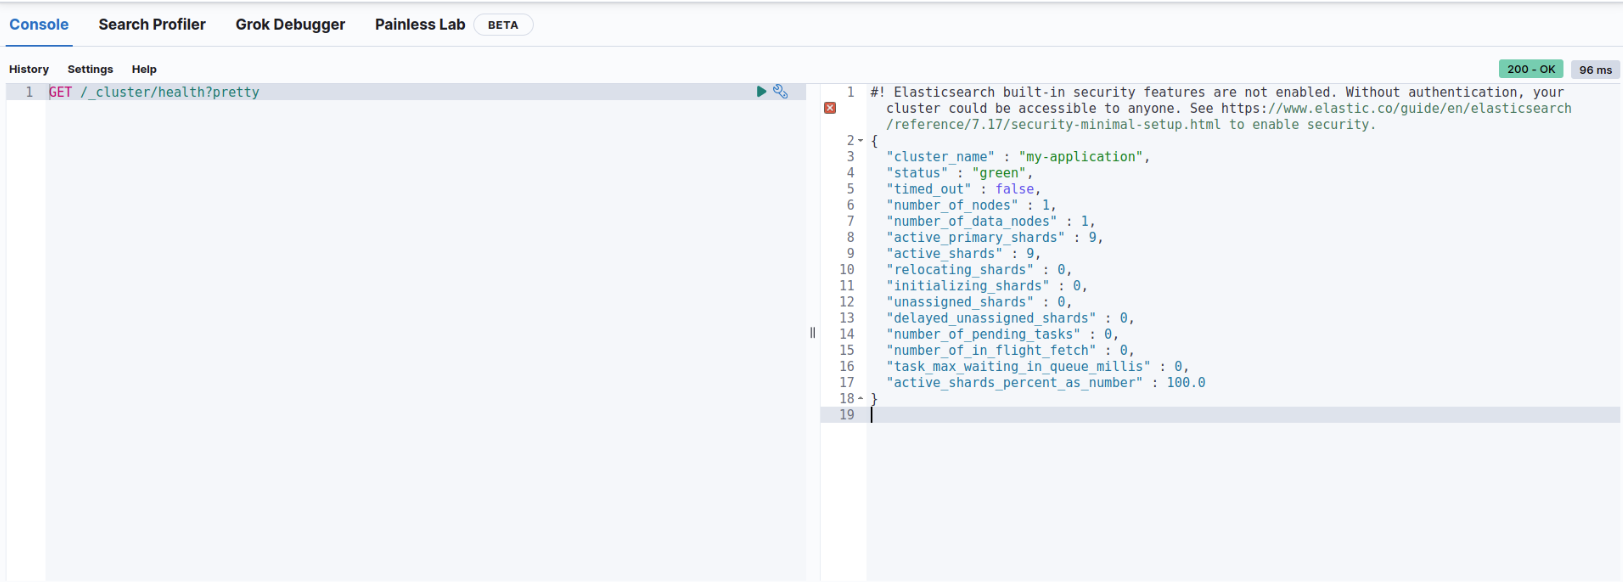 Console Search Profiler Grok Debugger Painless Lab BETA
History Settings Help 200 - OK 96 ms
1 GET /_cluster/health?pretty
1 #! Elasticsearch built-in security features are not enabled. Without authentication, your
cluster could be accessible to anyone. See https://www.elastic.co/guide/en/elasticsearch
/reference/7.17/security-minimal-setup.html to enable security.
2 {
3 "cluster_name" : "my-application",
4 "status" : "green",
5 "timed_out" : false,
6 "number_of_nodes" : 1,
7 "number_of_data_nodes" : 1,
8 "active_primary_shards" : 9,
9 "active_shards" : 9,
10 "relocating_shards" : 0,
11 "initializing_shards" : 0,
12 "unassigned_shards" : 0,
13 "delayed_unassigned_shards" : 0,
14 "number_of_pending_tasks" : 0,
15 "number_of_in_flight_fetch" : 0,
16 "task_max_waiting_in_queue_millis" : 0,
17 "active_shards_percent_as_number" : 100.0
18 }
19